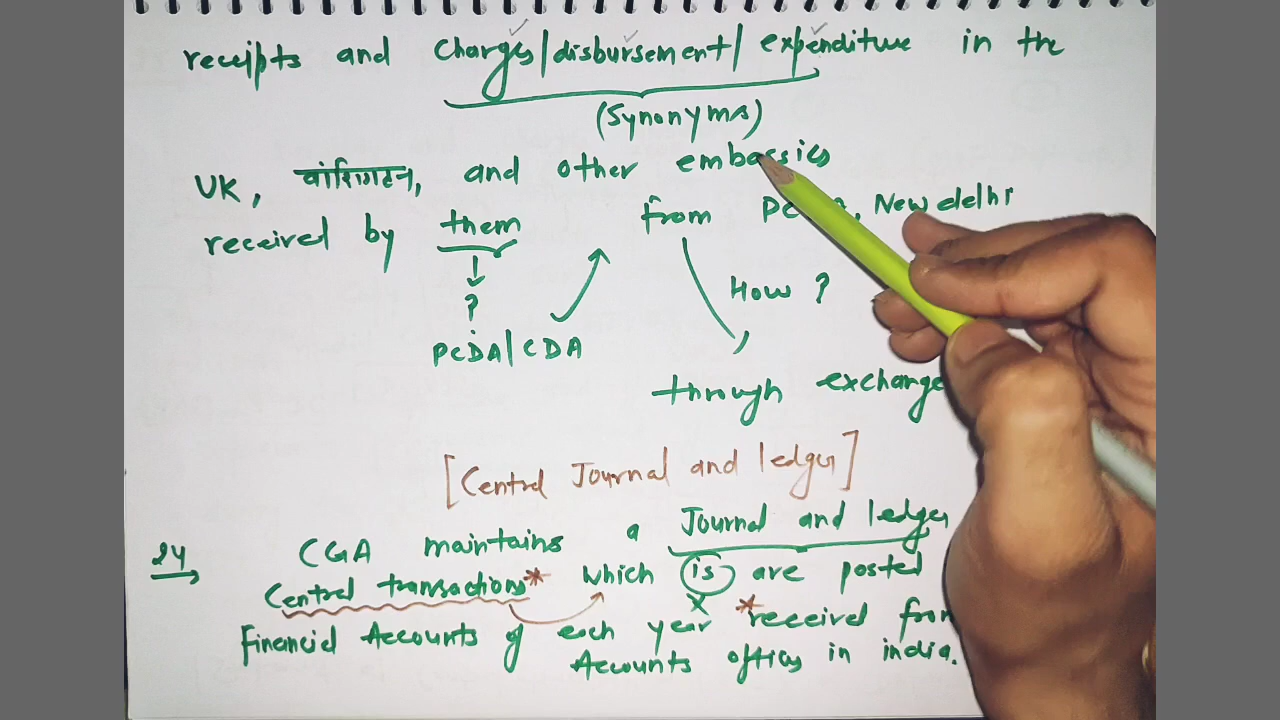 receipts and Charges/disbursement/expenditure in the
(Synonyms)
UK, वाशिंगटन, and other embassies
received by them from New delhi
?
How ?
PCDA/CDA
through exchange
[Central Journal and ledger]
24 CGA maintains a Journal and ledger
Central transactions* which is are posted
x
Financial Accounts of each year *received from
Accounts offices in india.